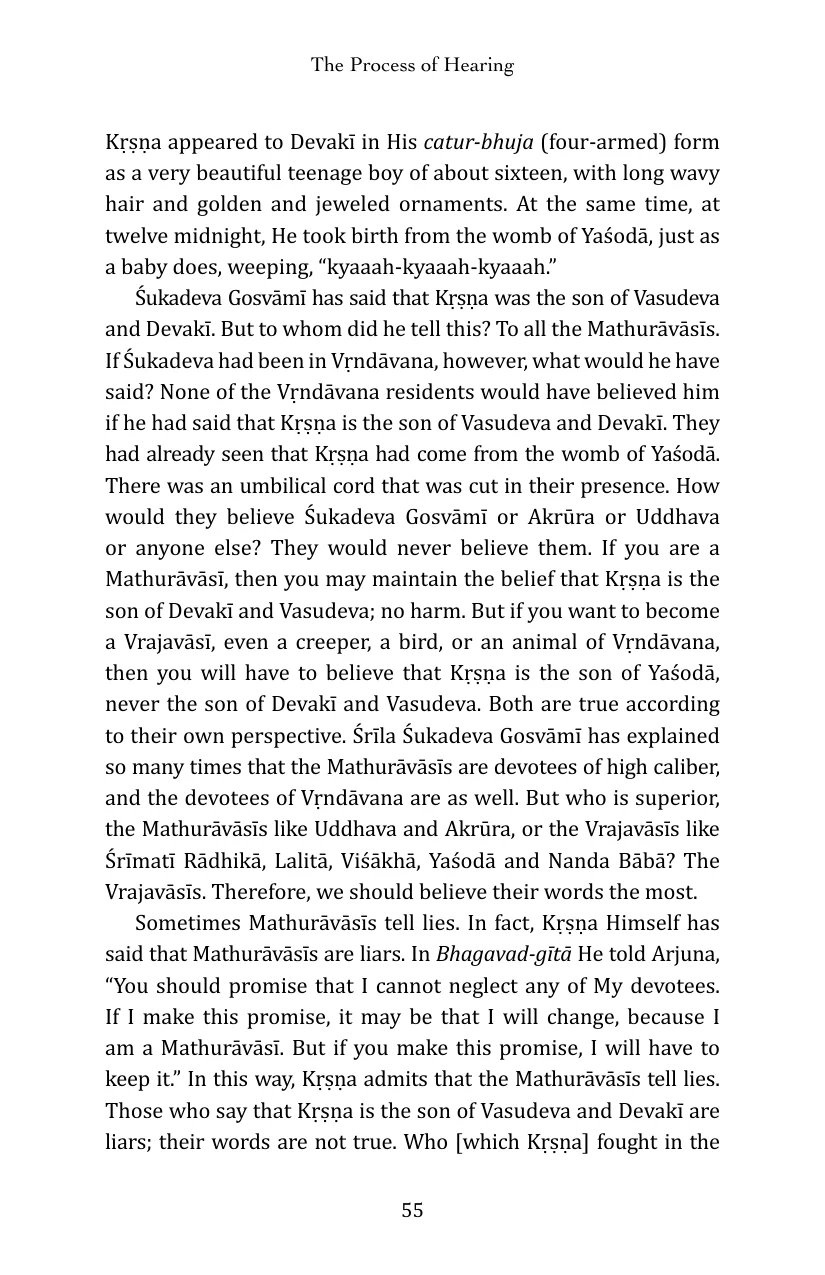 The Process of Hearing
Kṛṣṇa appeared to Devakī in His catur-bhuja (four-armed) form
as a very beautiful teenage boy of about sixteen, with long wavy
hair and golden and jeweled ornaments. At the same time, at
twelve midnight, He took birth from the womb of Yaśodā, just as
a baby does, weeping, “kyaaah-kyaaah-kyaaah.”
Śukadeva Gosvāmī has said that Kṛṣṇa was the son of Vasudeva
and Devakī. But to whom did he tell this? To all the Mathurāvāsīs.
If Śukadeva had been in Vṛndāvana, however, what would he have
said? None of the Vṛndāvana residents would have believed him
if he had said that Kṛṣṇa is the son of Vasudeva and Devakī. They
had already seen that Kṛṣṇa had come from the womb of Yaśodā.
There was an umbilical cord that was cut in their presence. How
would they believe Śukadeva Gosvāmī or Akrūra or Uddhava
or anyone else? They would never believe them. If you are a
Mathurāvāsī, then you may maintain the belief that Kṛṣṇa is the
son of Devakī and Vasudeva; no harm. But if you want to become
a Vrajavāsī, even a creeper, a bird, or an animal of Vṛndāvana,
then you will have to believe that Kṛṣṇa is the son of Yaśodā,
never the son of Devakī and Vasudeva. Both are true according
to their own perspective. Śrīla Śukadeva Gosvāmī has explained
so many times that the Mathurāvāsīs are devotees of high caliber,
and the devotees of Vṛndāvana are as well. But who is superior,
the Mathurāvāsīs like Uddhava and Akrūra, or the Vrajavāsīs like
Śrīmatī Rādhikā, Lalitā, Viśākhā, Yaśodā and Nanda Bābā? The
Vrajavāsīs. Therefore, we should believe their words the most.
Sometimes Mathurāvāsīs tell lies. In fact, Kṛṣṇa Himself has
said that Mathurāvāsīs are liars. In Bhagavad-gītā He told Arjuna,
“You should promise that I cannot neglect any of My devotees.
If I make this promise, it may be that I will change, because I
am a Mathurāvāsī. But if you make this promise, I will have to
keep it.” In this way, Kṛṣṇa admits that the Mathurāvāsīs tell lies.
Those who say that Kṛṣṇa is the son of Vasudeva and Devakī are
liars; their words are not true. Who [which Kṛṣṇa] fought in the
55